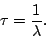 τ = 1/λ.